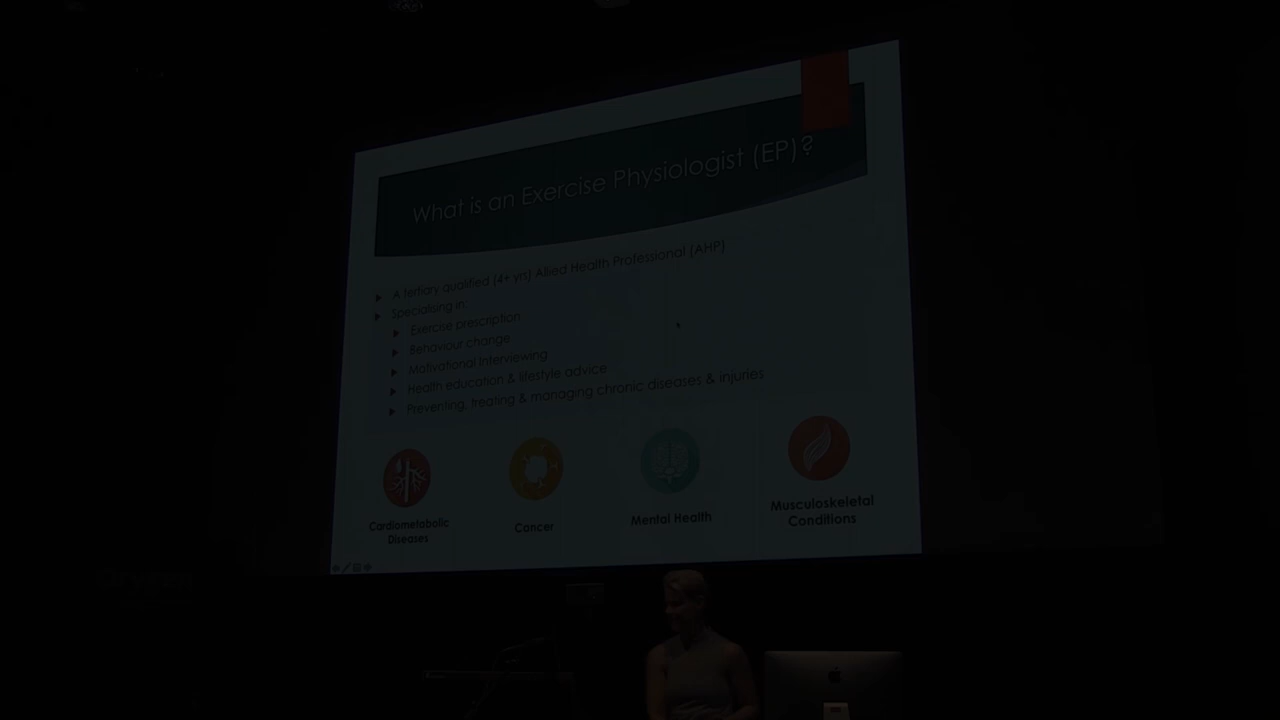 What is an Exercise Physiologist (EP)?
A tertiary qualified (4+ yrs) Allied Health Professional (AHP)
Specialising in:
Exercise prescription
Behaviour change
Motivational Interviewing
Health education & lifestyle advice
Preventing, treating & managing chronic diseases & injuries
Cardiometabolic
Diseases
Cancer
Mental Health
Musculoskeletal
Conditions